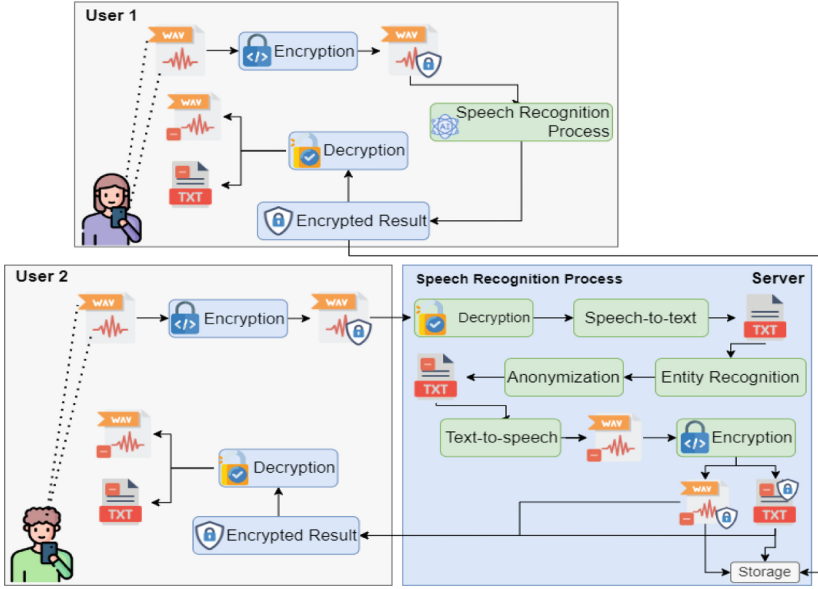 User 1
WAV
Encryption
WAV
WAV
Speech Recognition
Process
AI
Decryption
TXT
Encrypted Result
User 2
WAV
Encryption
WAV
WAV
Decryption
TXT
Encrypted Result
Speech Recognition Process
Server
Decryption
Speech-to-text
TXT
Entity Recognition
Anonymization
TXT
Text-to-speech
WAV
Encryption
WAV
TXT
Storage